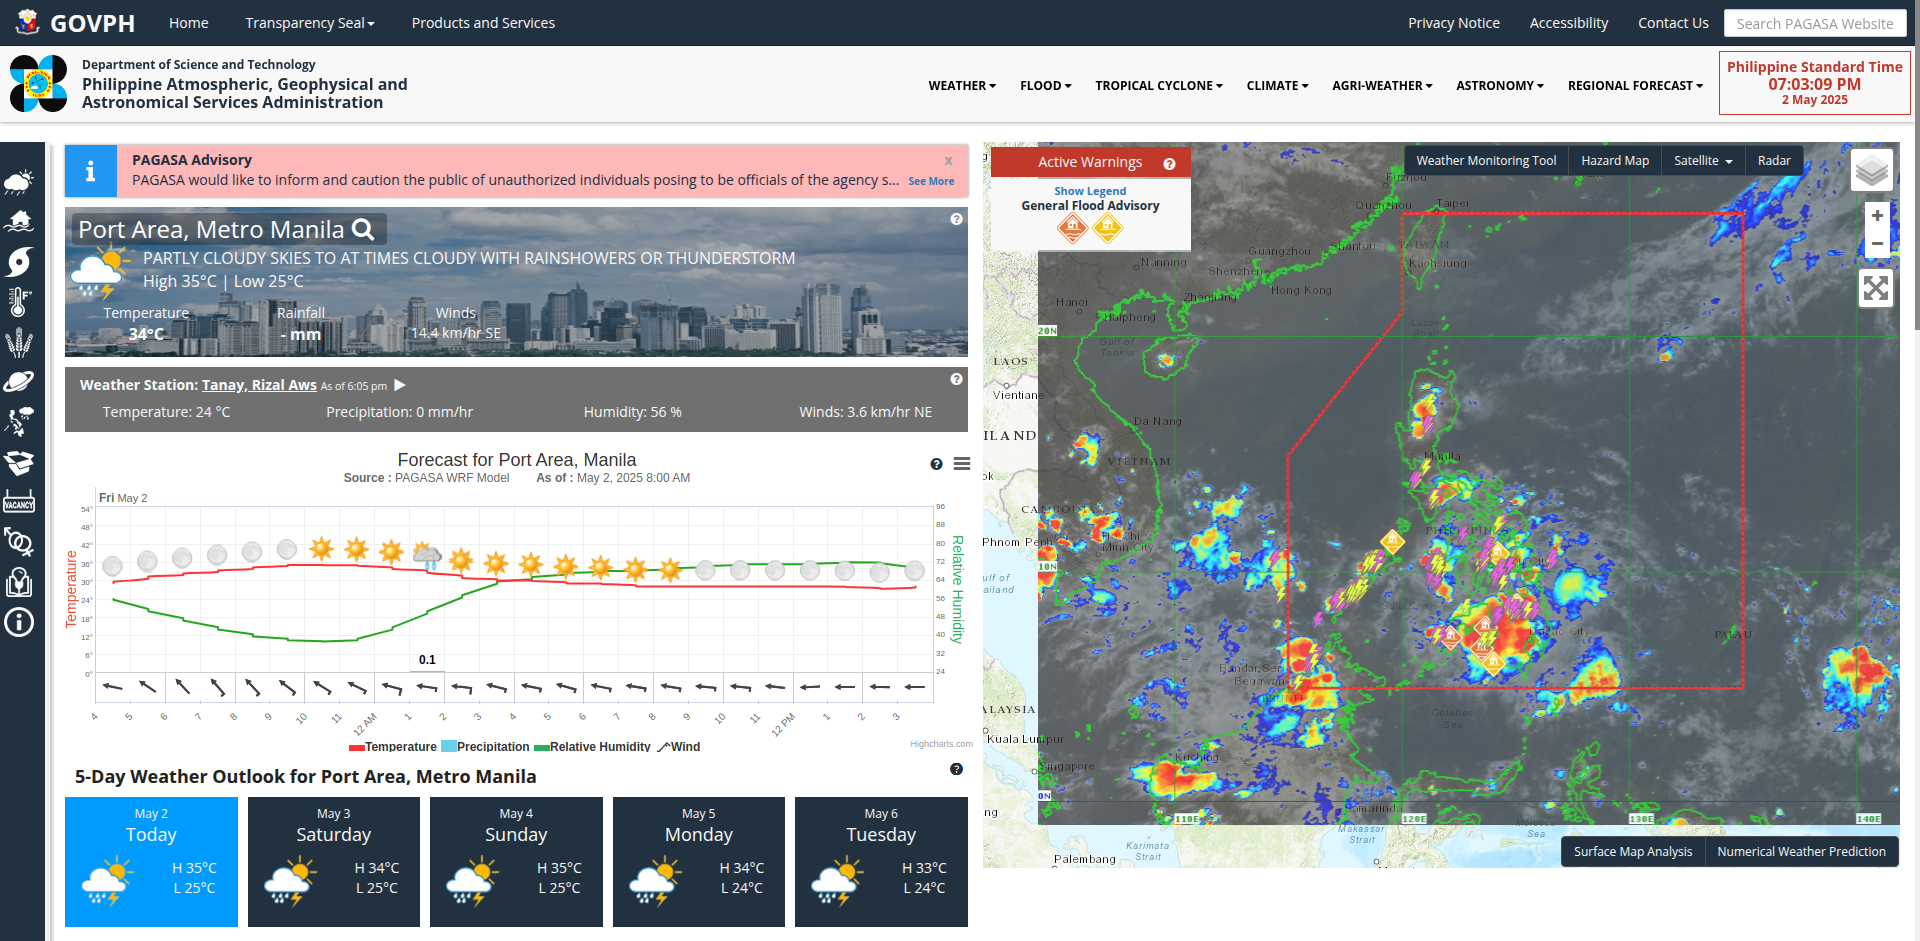 GOVPH
Home
Transparency Seal
Products and Services
Privacy Notice
Accessibility
Contact Us
Search PAGASA Website
Department of Science and Technology
Philippine Atmospheric, Geophysical and
Astronomical Services Administration
WEATHER
FLOOD
TROPICAL CYCLONE
CLIMATE
AGRI-WEATHER
ASTRONOMY
REGIONAL FORECAST
Philippine Standard Time
07:03:09 PM
2 May 2025
VACANCY
PAGASA Advisory
x
PAGASA would like to inform and caution the public of unauthorized individuals posing to be officials of the agency s...
See More
Port Area, Metro Manila
PARTLY CLOUDY SKIES TO AT TIMES CLOUDY WITH RAINSHOWERS OR THUNDERSTORM
High 35°C | Low 25°C
Temperature
34°C
Rainfall
- mm
Winds
14.4 km/hr SE
Weather Station: Tanay, Rizal Aws As of 6:05 pm
Temperature: 24 °C
Precipitation: 0 mm/hr
Humidity: 56 %
Winds: 3.6 km/hr NE
Forecast for Port Area, Manila
Source : PAGASA WRF Model As of : May 2, 2025 8:00 AM
Fri May 2
Temperature
54°
48°
42°
36°
30°
24°
18°
12°
6°
0°
96
88
80
72
64
56
48
40
32
24
Relative Humidity
0.1
4
5
6
7
8
9
10
11
12 AM
1
2
3
4
5
6
7
8
9
10
11
12 PM
1
2
3
Temperature
Precipitation
Relative Humidity
Wind
Highcharts.com
5-Day Weather Outlook for Port Area, Metro Manila
May 2
Today
H 35°C
L 25°C
May 3
Saturday
H 34°C
L 25°C
May 4
Sunday
H 35°C
L 25°C
May 5
Monday
H 34°C
L 24°C
May 6
Tuesday
H 33°C
L 24°C
Active Warnings
Show Legend
General Flood Advisory
Weather Monitoring Tool
Hazard Map
Satellite
Radar
+
−
Fuzhou
Quanzhou
Taipei
TAIWAN
Kaohsiung
Shantou
Guangzhou
Shenzhen
Hong Kong
Nanning
Zhanjiang
Hanoi
Haiphong
Gulf of
Tonkin
Luzon
Strait
20N
LAOS
Vientiane
ILAND
Da Nang
VIETNAM
CAMBODIA
Phnom Penh
Ho Chi
Minh City
10N
ulf of
ailand
ok
Manila
Davao City
PALAU
Bandar Seri
Begawan
BRUNEI
ALAYSIA
Kuala Lumpur
Singapore
Kuching
Celebes
Sea
0N
ng
110E
120E
130E
140E
Samarinda
Makassar
Strait
Karimata
Strait
Palembang
Sea
Surface Map Analysis
Numerical Weather Prediction